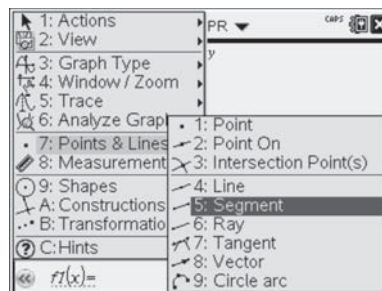 1: Actions
2: View
3: Graph Type
4: Window / Zoom
5: Trace
6: Analyze Grap
7: Points & Lines
8: Measurement
9: Shapes
A: Constructions
B: Transformatio
C: Hints
PR
CAPS
y
1: Point
2: Point On
3: Intersection Point(s)
4: Line
5: Segment
6: Ray
7: Tangent
8: Vector
9: Circle arc
f1(x)=